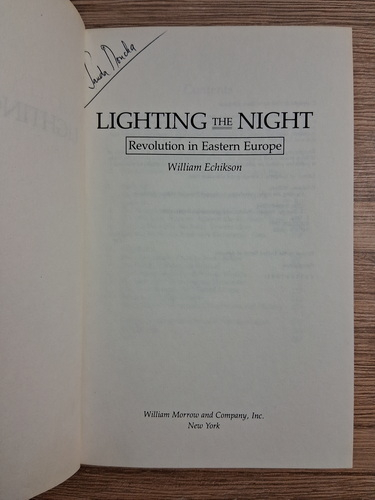 LIGHTING THE NIGHT
Revolution in Eastern Europe
William Echikson
William Morrow and Company, Inc.
New York